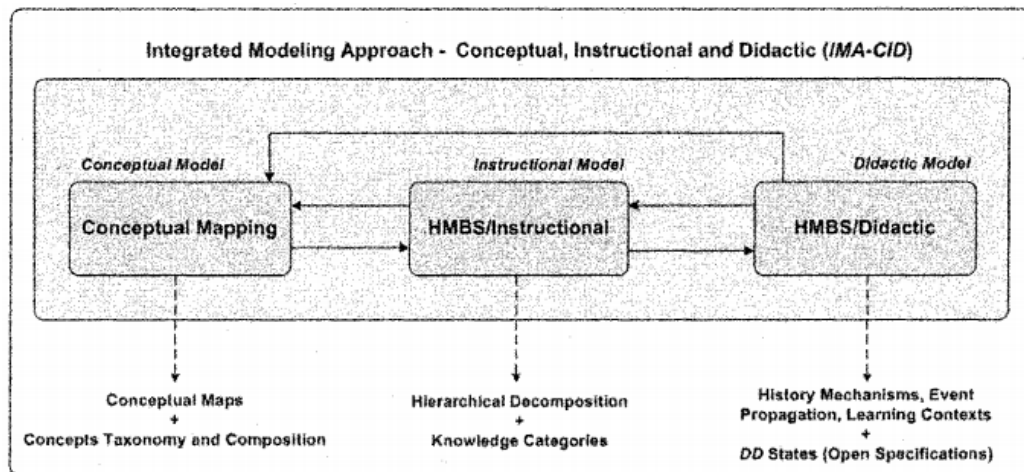 Integrated Modeling Approach - Conceptual, Instructional and Didactic (IMA-CID)
Conceptual Model
Instructional Model
Didactic Model
Conceptual Mapping
HMBS/Instructional
HMBS/Didactic
Conceptual Maps
+
Concepts Taxonomy and Composition
Hierarchical Decomposition
+
Knowledge Categories
History Mechanisms, Event
Propagation, Learning Contexts
+
DD States (Open Specifications)